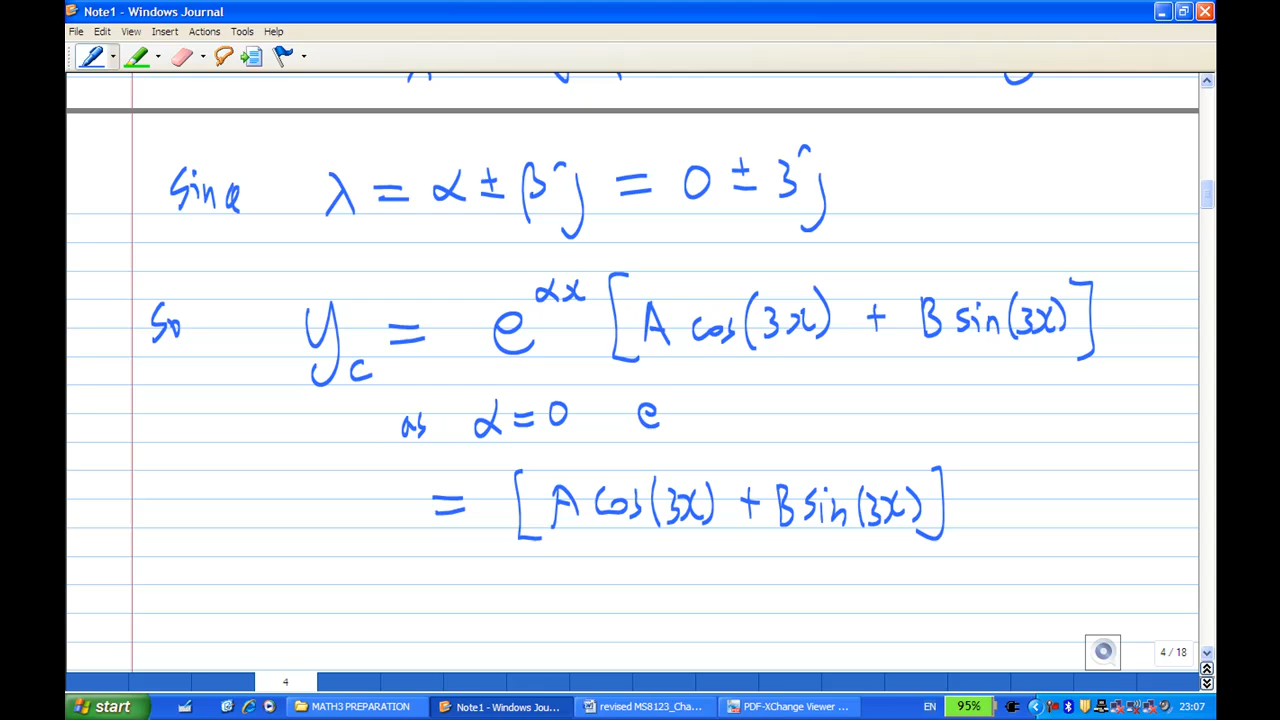 Note1 - Windows Journal
File Edit View Insert Actions Tools Help
Since λ = α ± βj = 0 ± 3j
So y_c = e^{αx} [A cos(3x) + B sin(3x)]
as α = 0 e
= [A cos(3x) + B sin(3x)]
4 / 18
4
start MATH3 PREPARATION Note1 - Windows Jou... revised MS8123_Cha... PDF-XChange Viewer ... EN 95% 23:07